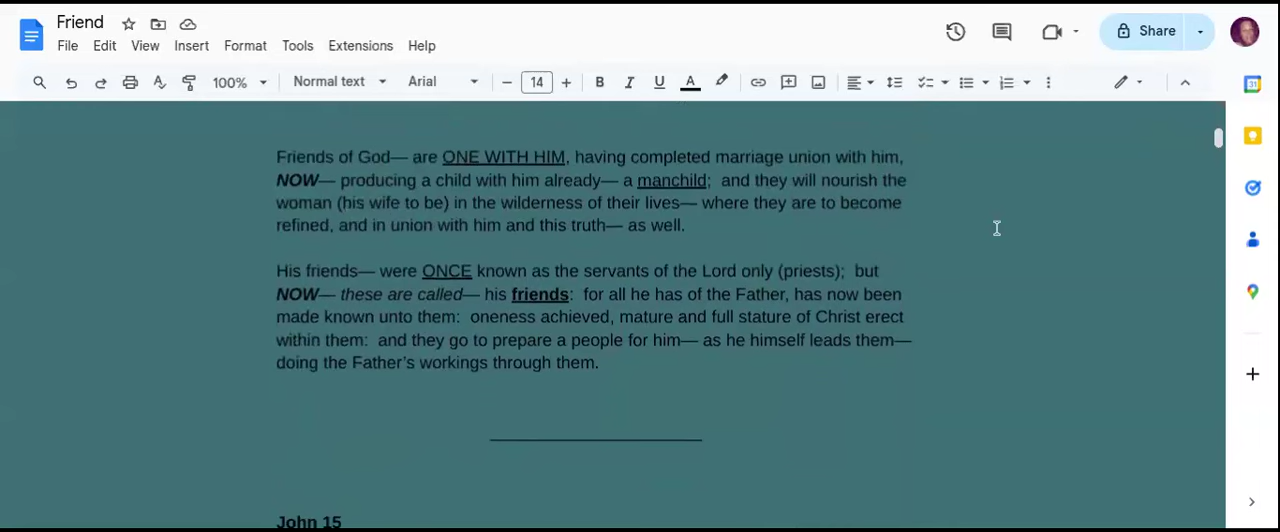 Friend
File Edit View Insert Format Tools Extensions Help
Share
100% Normal text Arial − 14 + B I U A
31
Friends of God— are ONE WITH HIM, having completed marriage union with him,
NOW— producing a child with him already— a manchild;  and they will nourish the
woman (his wife to be) in the wilderness of their lives— where they are to become
refined, and in union with him and this truth— as well.
His friends— were ONCE known as the servants of the Lord only (priests);  but
NOW— these are called— his friends:  for all he has of the Father, has now been
made known unto them:  oneness achieved, mature and full stature of Christ erect
within them:  and they go to prepare a people for him— as he himself leads them—
doing the Father’s workings through them.
John 15